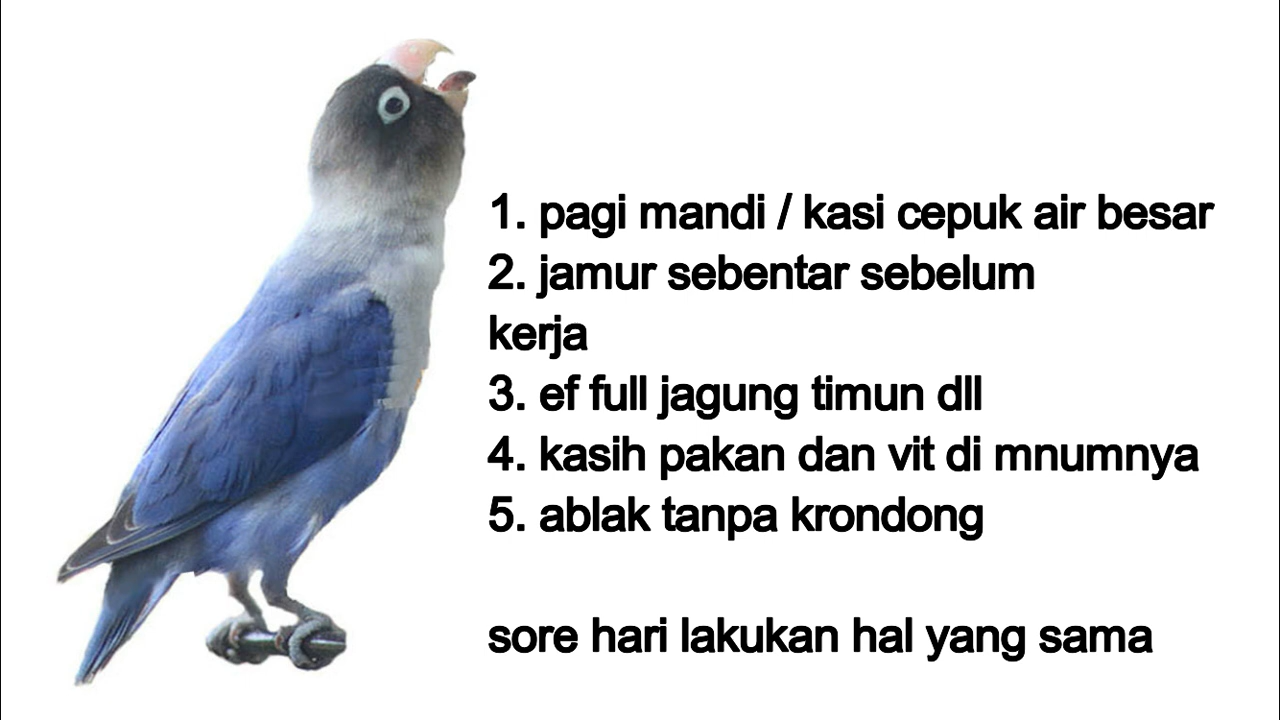 1. pagi mandi / kasi cepuk air besar
2. jamur sebentar sebelum
kerja
3. ef full jagung timun dll
4. kasih pakan dan vit di mnumnya
5. ablak tanpa krondong
sore hari lakukan hal yang sama